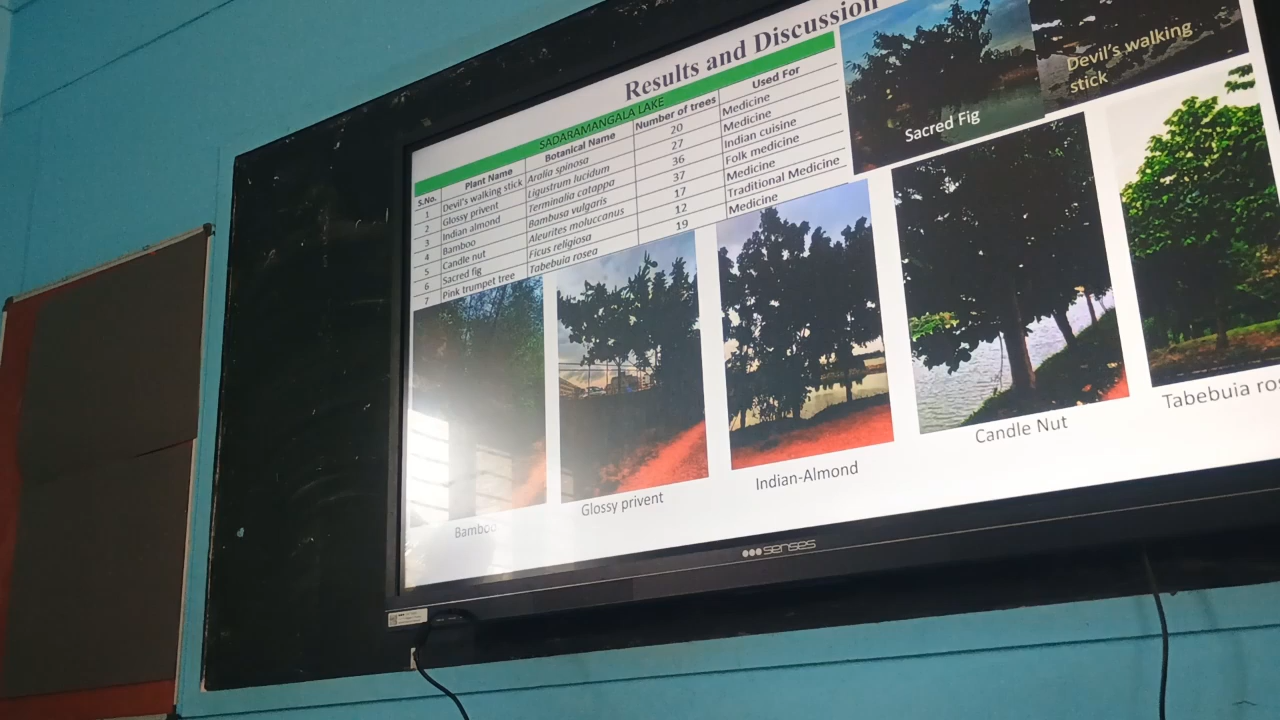 Results and Discussion
SADARAMANGALA LAKE
S.No. Plant Name Botanical Name Number of trees Used For
1 Devil's walking stick Aralia spinosa 20 Medicine
2 Glossy privent Ligustrum lucidum 27 Medicine
3 Indian almond Terminalia catappa 36 Indian cuisine
4 Bamboo Bambusa vulgaris 37 Folk medicine
5 Candle nut Aleurites moluccanus 17 Medicine
6 Sacred fig Ficus religiosa 12 Traditional Medicine
7 Pink trumpet tree Tabebuia rosea 19 Medicine
Sacred Fig
Devil's walking
stick
Bamboo
Glossy privent
Indian-Almond
Candle Nut
Tabebuia ros
senses